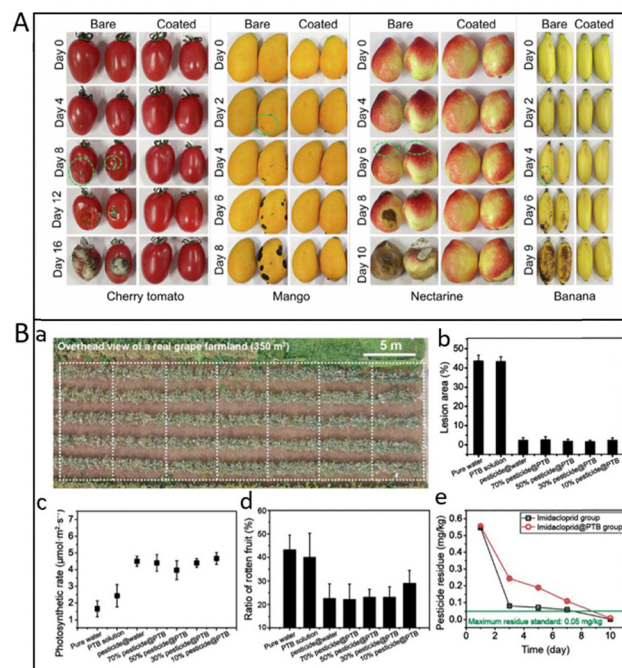 A
Bare Coated Bare Coated Bare Coated Bare Coated
Day 0 Day 0 Day 0 Day 0
Day 4 Day 2 Day 4 Day 2
Day 8 Day 4 Day 6 Day 4
Day 12 Day 6 Day 8 Day 6
Day 16 Day 8 Day 10 Day 9
Cherry tomato Mango Nectarine Banana
B a
Overhead view of a real grape farmland (350 m²)
5 m
b
Lesion area (%)
50
40
30
20
10
0
Pure water
PTB solution
pesticide@water
70% pesticide@PTB
50% pesticide@PTB
30% pesticide@PTB
10% pesticide@PTB
c
Photosynthetic rate (μmol·m⁻²·s⁻¹)
6
5
4
3
2
1
0
Pure water
PTB solution
pesticide@water
70% pesticide@PTB
50% pesticide@PTB
30% pesticide@PTB
10% pesticide@PTB
d
Ratio of rotten fruit (%)
60
50
40
30
20
10
0
Pure water
PTB solution
pesticide@water
70% pesticide@PTB
50% pesticide@PTB
30% pesticide@PTB
10% pesticide@PTB
e
Pesticide residue (mg/kg)
0.6
0.5
0.4
0.3
0.2
0.1
0.0
Imidacloprid group
Imidacloprid@PTB group
Maximum residue standard: 0.05 mg/kg
0 2 4 6 8 10
Time (day)